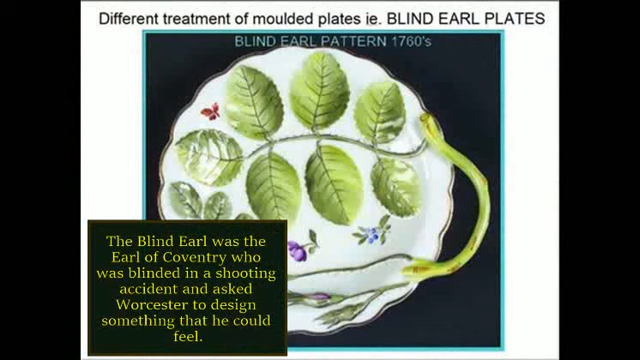 Different treatment of moulded plates ie. BLIND EARL PLATES
BLIND EARL PATTERN 1760's
The Blind Earl was the
Earl of Coventry who
was blinded in a shooting
accident and asked
Worcester to design
something that he could
feel.